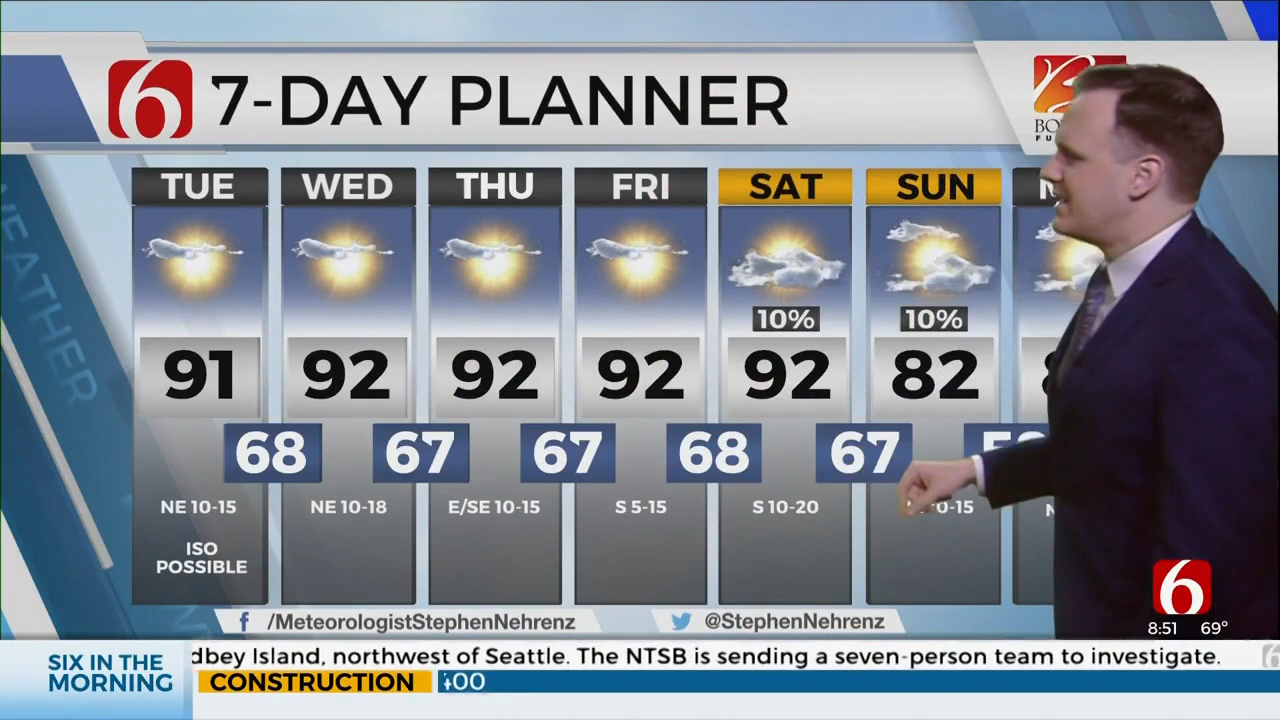 6 7-DAY PLANNER
TUE WED THU FRI SAT SUN
10% 10%
91 92 92 92 92 82
68 67 67 68 67
NE 10-15 NE 10-18 E/SE 10-15 S 5-15 S 10-20 0-15
ISO
POSSIBLE
f /MeteorologistStephenNehrenz @StephenNehrenz
6
8:51 69°
SIX IN THE
MORNING
dbey Island, northwest of Seattle. The NTSB is sending a seven-person team to investigate.
CONSTRUCTION